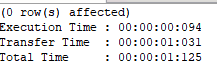 (0 row(s) affected)
Execution Time : 00:00:00:094
Transfer Time : 00:00:01:031
Total Time : 00:00:01:125